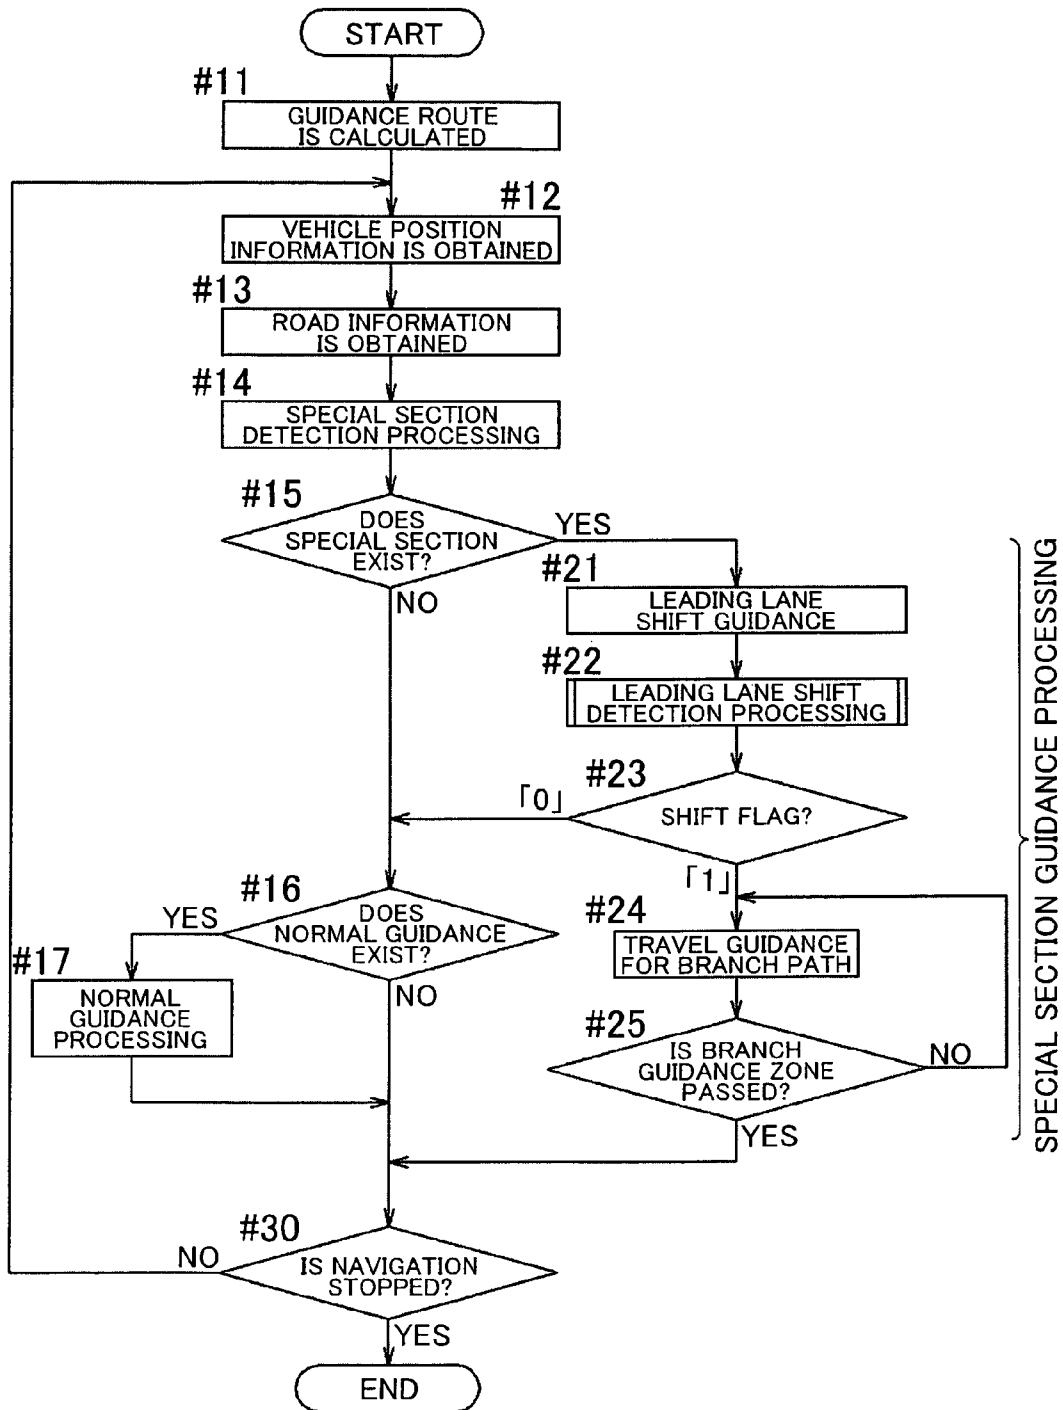 START
#11
GUIDANCE ROUTE
IS CALCULATED
#12
VEHICLE POSITION
INFORMATION IS OBTAINED
#13
ROAD INFORMATION
IS OBTAINED
#14
SPECIAL SECTION
DETECTION PROCESSING
#15
DOES
SPECIAL SECTION
EXIST?
YES
NO
#21
LEADING LANE
SHIFT GUIDANCE
#22
LEADING LANE SHIFT
DETECTION PROCESSING
#23
SHIFT FLAG?
「0」
「1」
#24
TRAVEL GUIDANCE
FOR BRANCH PATH
#25
IS BRANCH
GUIDANCE ZONE
PASSED?
NO
YES
SPECIAL SECTION GUIDANCE PROCESSING
#16
DOES
NORMAL GUIDANCE
EXIST?
YES
NO
#17
NORMAL
GUIDANCE
PROCESSING
#30
IS NAVIGATION
STOPPED?
NO
YES
END